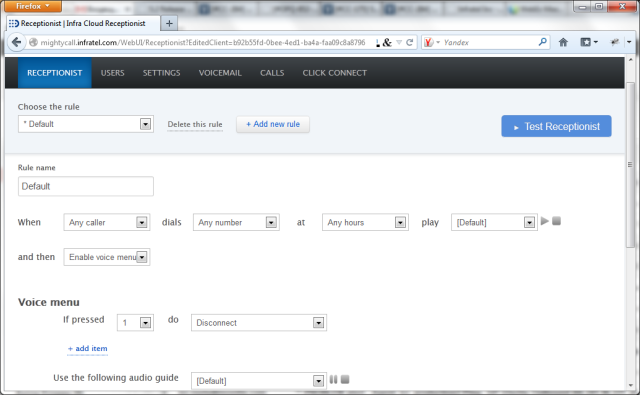 Firefox
Receptionist | Infra Cloud Receptionist
mightycall.infratel.com/WebUI/Receptionist?EditedClient=b92b55fd-0bee-4ed1-ba4a-faa09c8a8796
Yandex
RECEPTIONIST USERS SETTINGS VOICEMAIL CALLS CLICK CONNECT
Choose the rule
* Default Delete this rule + Add new rule Test Receptionist
Rule name
Default
When Any caller dials Any number at Any hours play [Default]
and then Enable voice menu
Voice menu
If pressed 1 do Disconnect
+ add item
Use the following audio guide [Default]